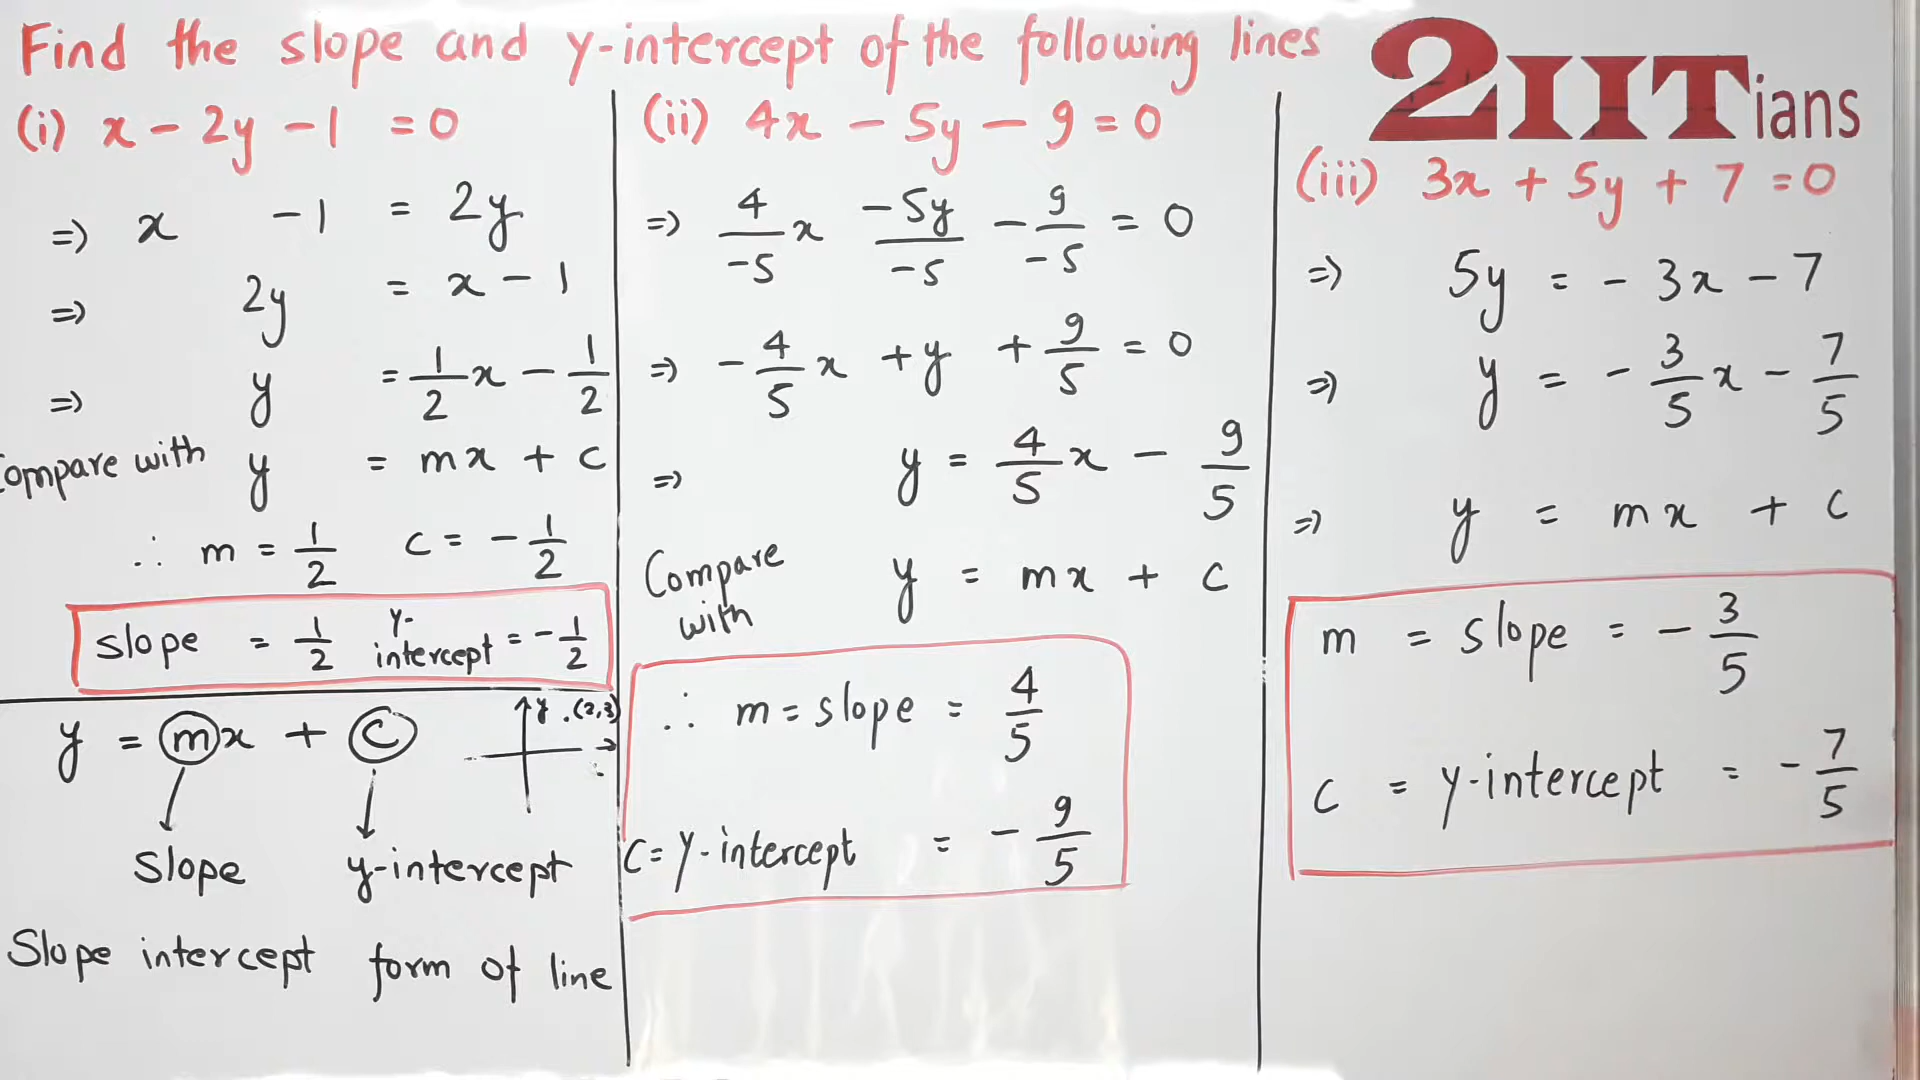 Find the slope and y-intercept of the following lines
2IITians
(i) x - 2y - 1 = 0
⇒ x - 1 = 2y
⇒ 2y = x - 1
⇒ y = 1/2 x - 1/2
Compare with y = mx + c
∴ m = 1/2 c = - 1/2
slope = 1/2 y-intercept = - 1/2
y = mx + c
y .(2,3)
slope y-intercept
Slope intercept form of line
(ii) 4x - 5y - 9 = 0
⇒ 4/-5 x -5y/-5 - 9/-5 = 0
⇒ - 4/5 x + y + 9/5 = 0
⇒ y = 4/5 x - 9/5
Compare with y = mx + c
∴ m = slope = 4/5
c = y-intercept = - 9/5
(iii) 3x + 5y + 7 = 0
⇒ 5y = - 3x - 7
⇒ y = - 3/5 x - 7/5
⇒ y = mx + c
m = slope = - 3/5
c = y-intercept = - 7/5